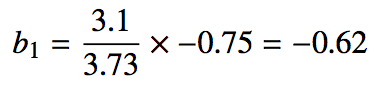 b₁ = 3.1/3.73 × −0.75 = −0.62